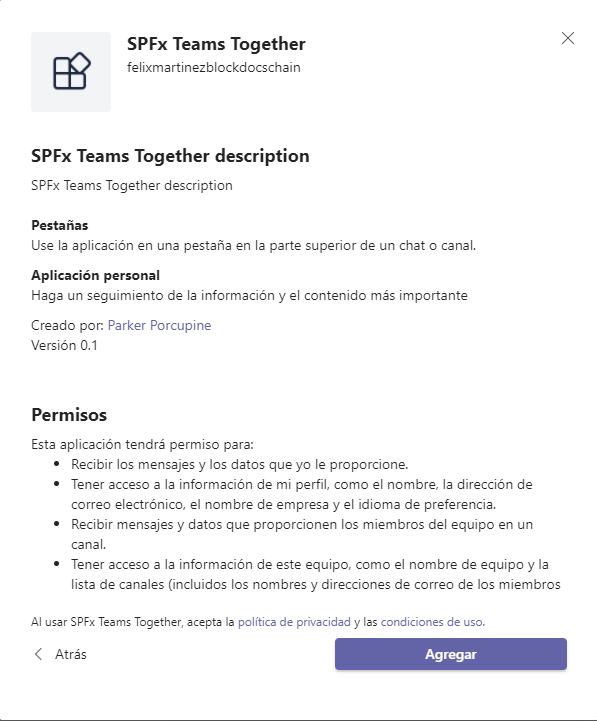 SPFx Teams Together
felixmartinezblockdocschain
SPFx Teams Together description
SPFx Teams Together description
Pestañas
Use la aplicación en una pestaña en la parte superior de un chat o canal.
Aplicación personal
Haga un seguimiento de la información y el contenido más importante
Creado por: Parker Porcupine
Versión 0.1
Permisos
Esta aplicación tendrá permiso para:
• Recibir los mensajes y los datos que yo le proporcione.
• Tener acceso a la información de mi perfil, como el nombre, la dirección de
correo electrónico, el nombre de empresa y el idioma de preferencia.
• Recibir mensajes y datos que proporcionen los miembros del equipo en un
canal.
• Tener acceso a la información de este equipo, como el nombre de equipo y la
lista de canales (incluidos los nombres y direcciones de correo de los miembros
Al usar SPFx Teams Together, acepta la política de privacidad y las condiciones de uso.
Atrás
Agregar